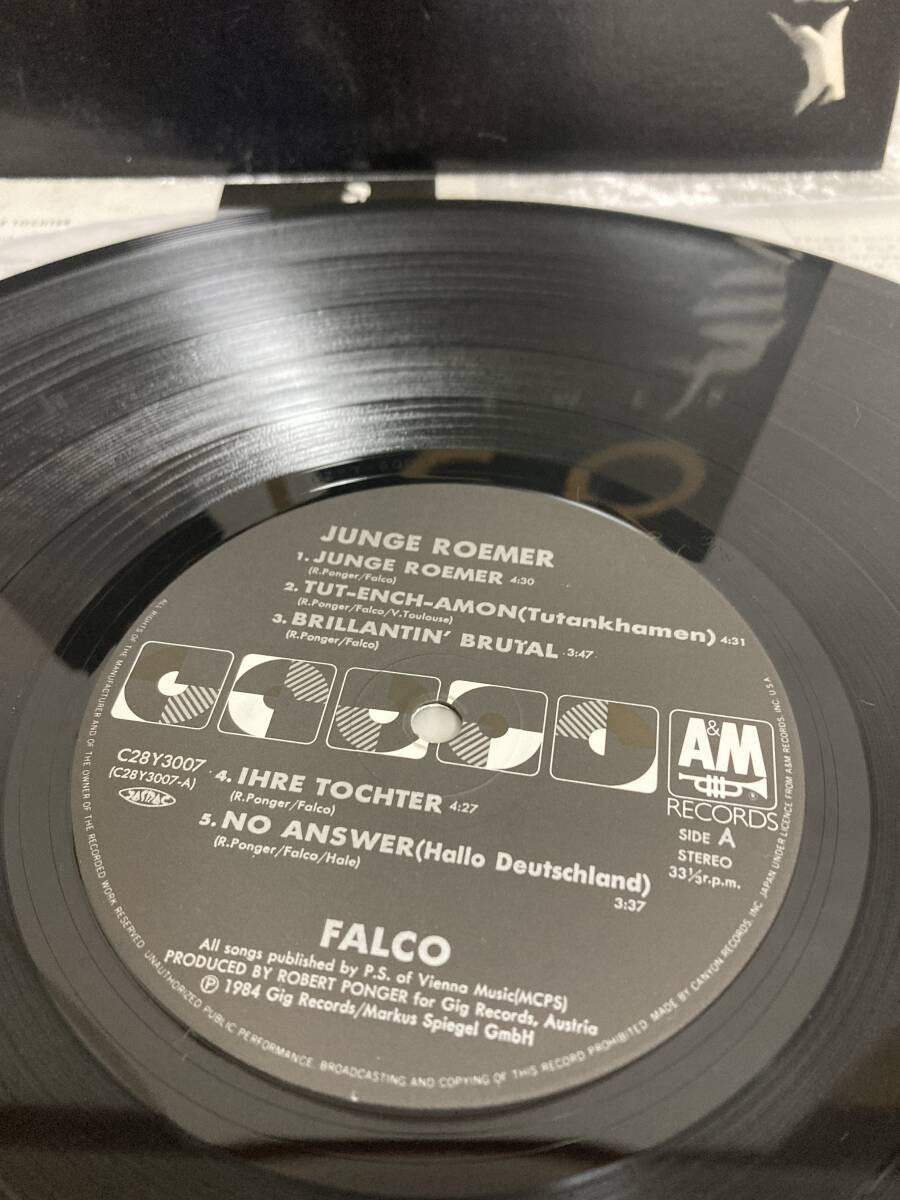 JUNGE ROEMER
1. JUNGE ROEMER 4:30
(R.Ponger/Falco)
2. TUT-ENCH-AMON(Tutankhamen) 4:31
(R.Ponger/Falco/V.Toulouse)
3. BRILLANTIN' BRUTAL 3:47
(R.Ponger/Falco)
C28Y3007
(C28Y3007-A)
JASRAC
4. IHRE TOCHTER 4:27
(R.Ponger/Falco)
5. NO ANSWER(Hallo Deutschland)
(R.Ponger/Falco/Hale)
3:37
A&M
RECORDS
SIDE A
STEREO
33⅓r.p.m.
FALCO
All songs published by P.S. of Vienna Music(MCPS)
PRODUCED BY ROBERT PONGER for Gig Records, Austria
℗ 1984 Gig Records/Markus Spiegel GmbH
ALL RIGHTS OF THE MANUFACTURER AND OF THE OWNER OF THE RECORDED WORK RESERVED. UNAUTHORIZED PUBLIC PERFORMANCE, BROADCASTING AND COPYING OF THIS RECORD PROHIBITED. MADE BY CANYON RECORDS, INC. JAPAN UNDER LICENCE FROM A&M RECORDS, INC. U.S.A.